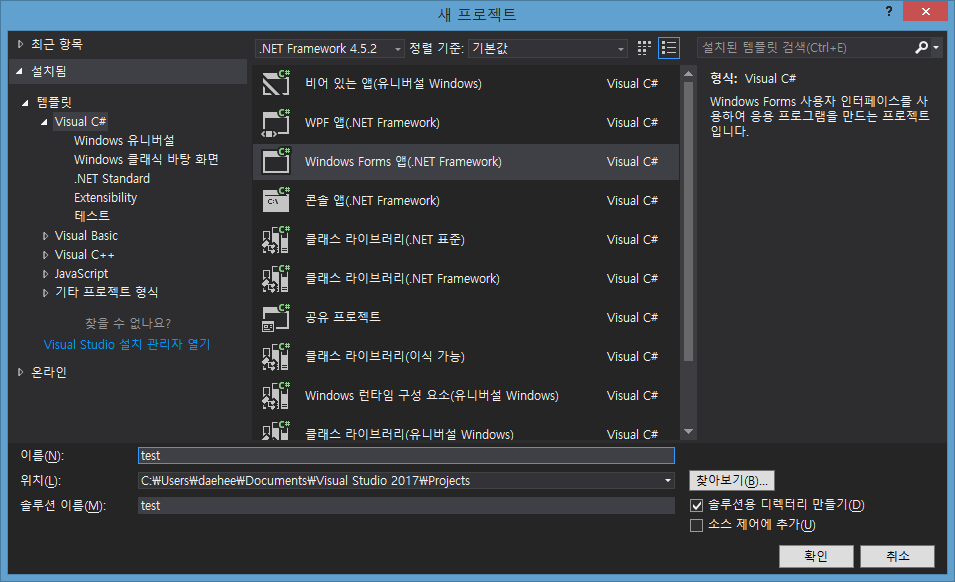 새 프로젝트
?
최근 항목
설치됨
템플릿
Visual C#
Windows 유니버설
Windows 클래식 바탕 화면
.NET Standard
Extensibility
테스트
Visual Basic
Visual C++
JavaScript
기타 프로젝트 형식
찾을 수 없나요?
Visual Studio 설치 관리자 열기
온라인
.NET Framework 4.5.2 정렬 기준: 기본값
비어 있는 앱(유니버설 Windows) Visual C#
WPF 앱(.NET Framework) Visual C#
Windows Forms 앱(.NET Framework) Visual C#
콘솔 앱(.NET Framework) Visual C#
클래스 라이브러리(.NET 표준) Visual C#
클래스 라이브러리(.NET Framework) Visual C#
공유 프로젝트 Visual C#
클래스 라이브러리(이식 가능) Visual C#
Windows 런타임 구성 요소(유니버설 Windows) Visual C#
클래스 라이브러리(유니버설 Windows) Visual C#
설치된 템플릿 검색(Ctrl+E)
형식: Visual C#
Windows Forms 사용자 인터페이스를 사
용하여 응용 프로그램을 만드는 프로젝트
입니다.
이름(N): test
위치(L): C:₩Users₩daehee₩Documents₩Visual Studio 2017₩Projects 찾아보기(B)...
솔루션 이름(M): test 솔루션용 디렉터리 만들기(D)
소스 제어에 추가(U)
확인 취소